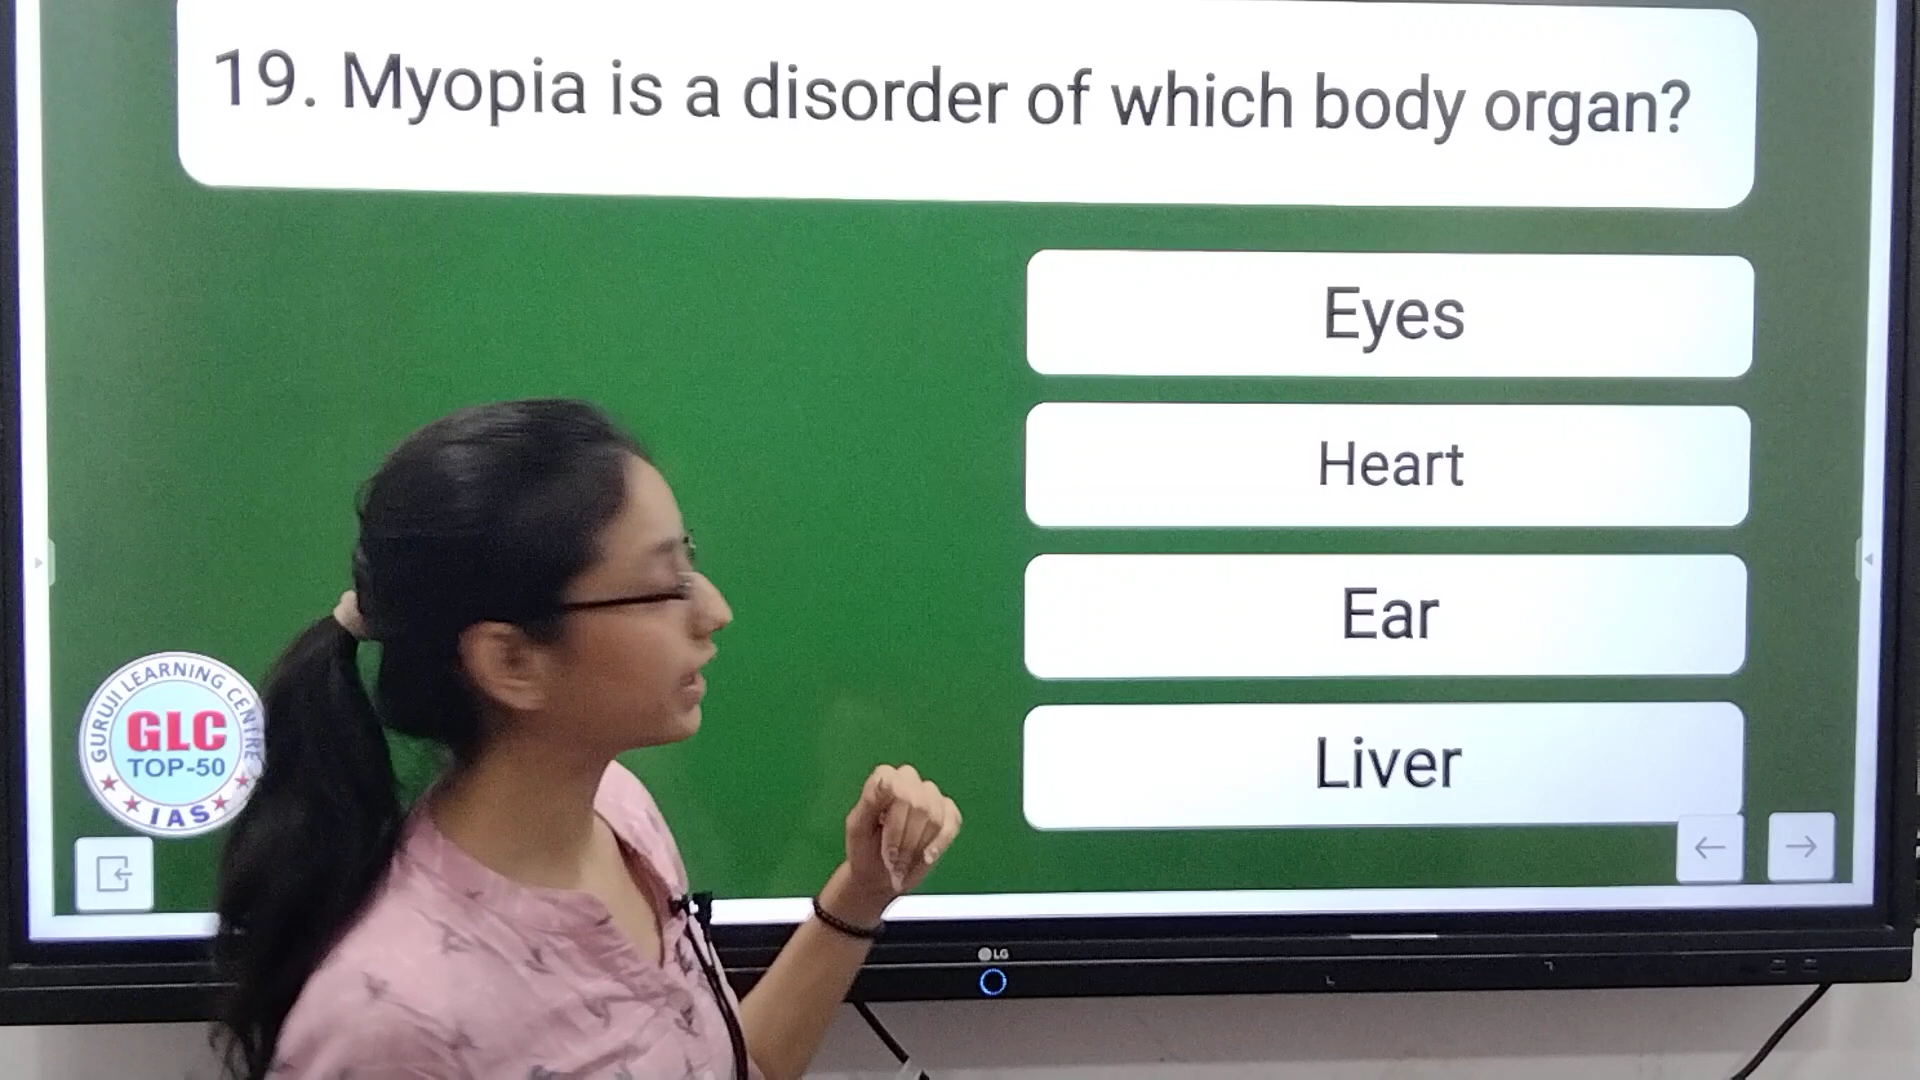 19. Myopia is a disorder of which body organ?
Eyes
Heart
Ear
Liver
GURUJI LEARNING CENTRE
GLC
TOP-50
IAS
LG